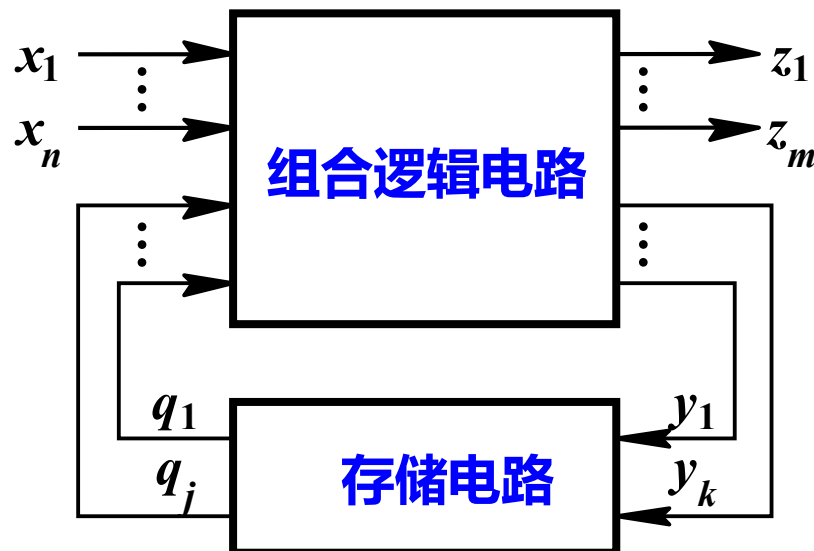 x1 z1
⋮ ⋮
xn zm
组合逻辑电路
⋮ ⋮
q1 y1
qj 存储电路 yk